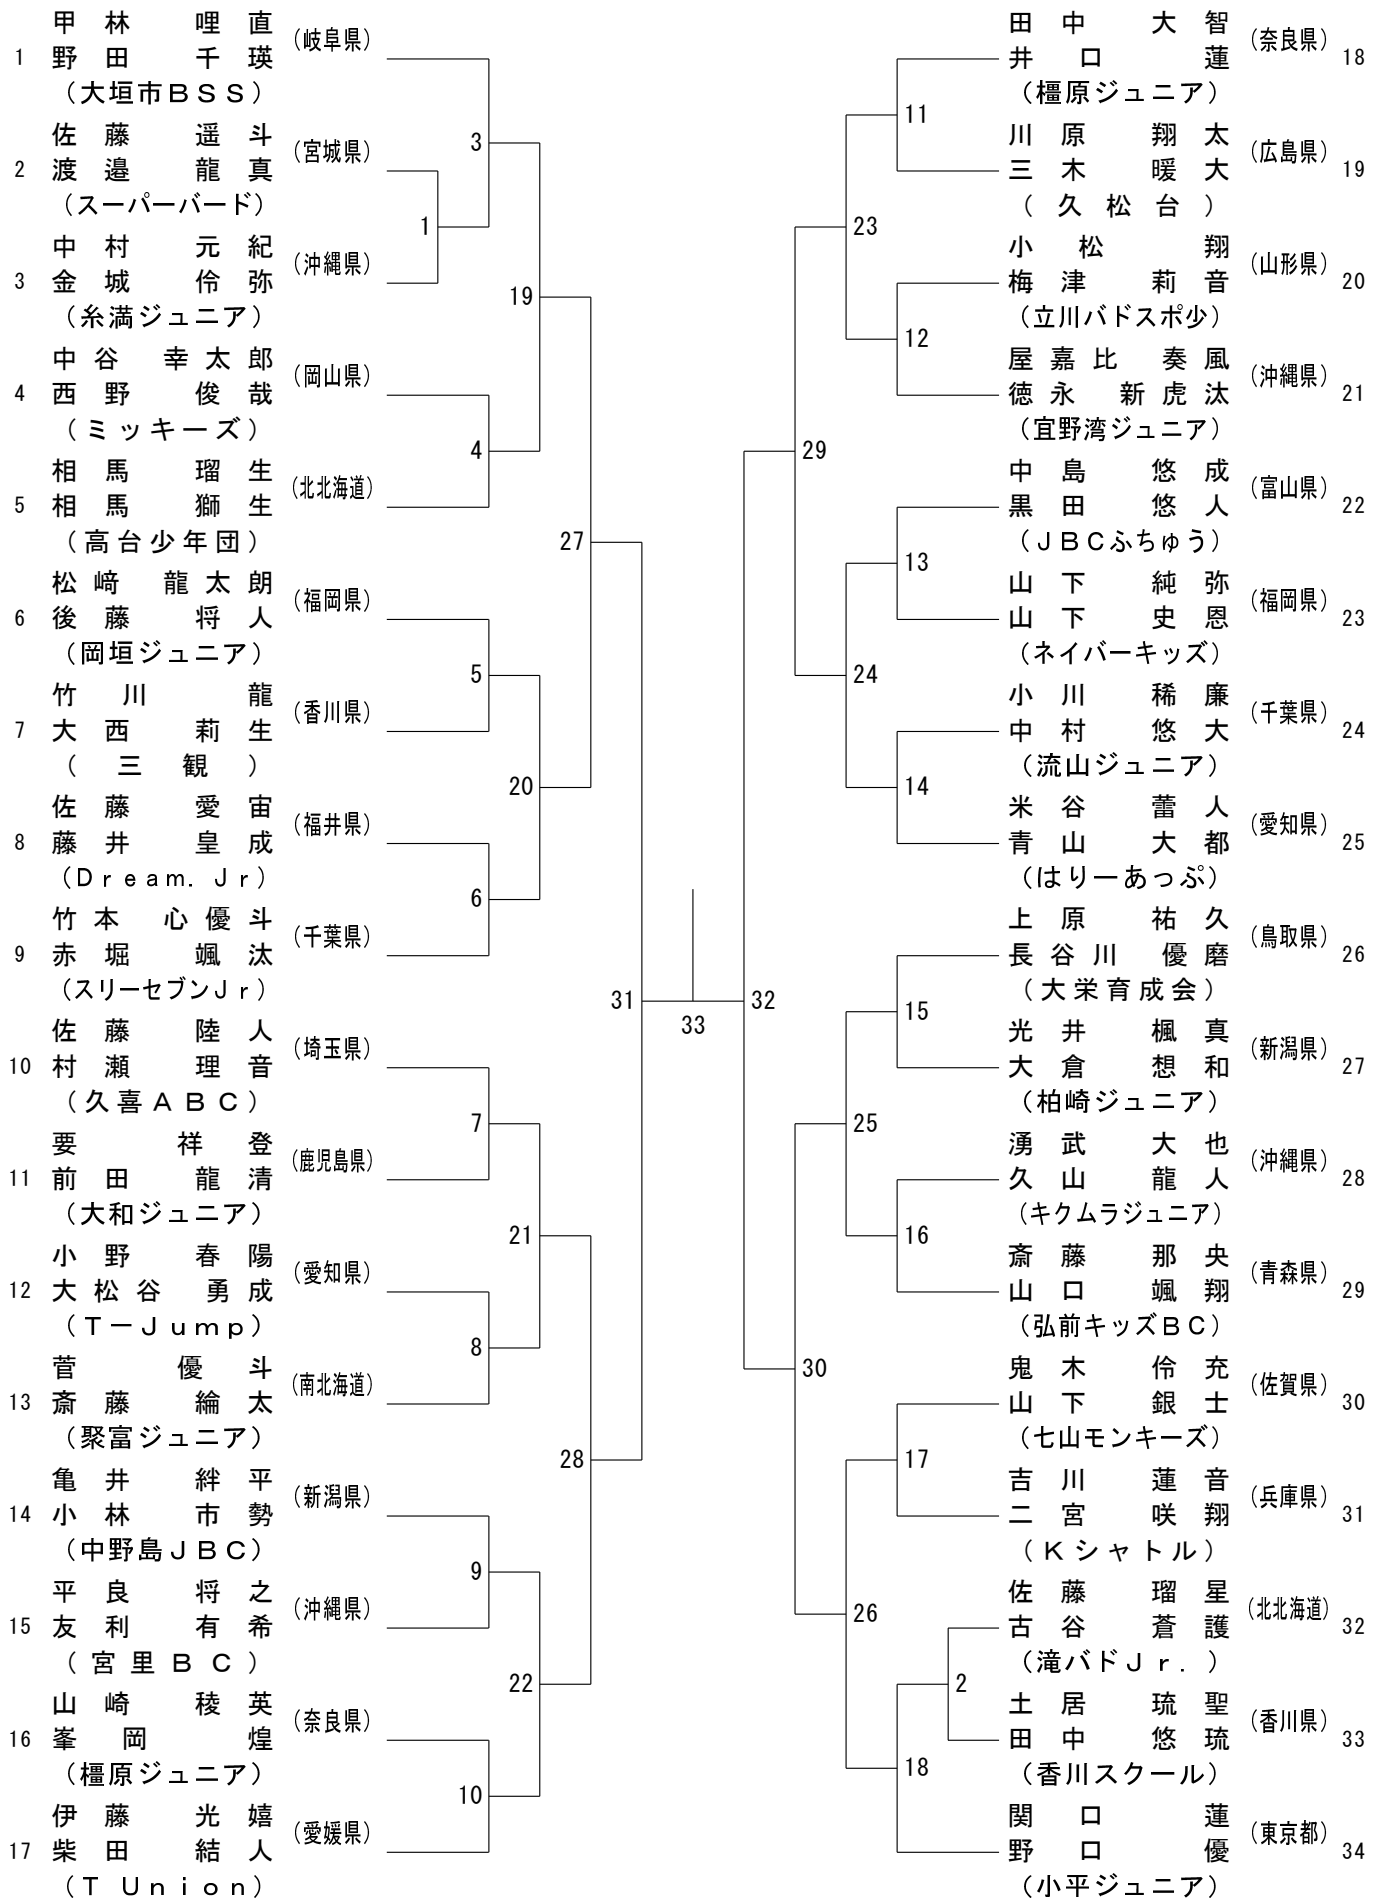 甲林 哩直
(岐阜県)
1 野田 千瑛
(大垣市BSS)
佐藤 遥斗
(宮城県)
2 渡邉 龍真
(スーパーバード)
中村 元紀
(沖縄県)
3 金城 伶弥
(糸満ジュニア)
中谷 幸太郎
(岡山県)
4 西野 俊哉
(ミッキーズ)
相馬 瑠生
(北北海道)
5 相馬 獅生
(高台少年団)
松﨑 龍太朗
(福岡県)
6 後藤 将人
(岡垣ジュニア)
竹川 龍
(香川県)
7 大西 莉生
(三観)
佐藤 愛宙
(福井県)
8 藤井 皇成
(Dream.Jr)
竹本 心優斗
(千葉県)
9 赤堀 颯汰
(スリーセブンJr)
佐藤 陸人
(埼玉県)
10 村瀬 理音
(久喜ABC)
要 祥登
(鹿児島県)
11 前田 龍清
(大和ジュニア)
小野 春陽
(愛知県)
12 大松谷 勇成
(T－Jump)
菅 優斗
(南北海道)
13 斎藤 綸太
(聚富ジュニア)
亀井 絆平
(新潟県)
14 小林 市勢
(中野島JBC)
平良 将之
(沖縄県)
15 友利 有希
(宮里BC)
山崎 稜英
(奈良県)
16 峯岡 煌
(橿原ジュニア)
伊藤 光嬉
(愛媛県)
17 柴田 結人
(T Union)
1
3
4
5
6
7
8
9
10
19
20
21
22
27
28
31
33
32
29
30
23
24
25
26
11
12
13
14
15
16
17
2
18
田中 大智
(奈良県)
井口 蓮 18
(橿原ジュニア)
川原 翔太
(広島県)
三木 暖大 19
(久松台)
小松 翔
(山形県)
梅津 莉音 20
(立川バドスポ少)
屋嘉比 奏風
(沖縄県)
徳永 新虎汰 21
(宜野湾ジュニア)
中島 悠成
(富山県)
黒田 悠人 22
(JBCふちゅう)
山下 純弥
(福岡県)
山下 史恩 23
(ネイバーキッズ)
小川 稀廉
(千葉県)
中村 悠大 24
(流山ジュニア)
米谷 蕾人
(愛知県)
青山 大都 25
(はりーあっぷ)
上原 祐久
(鳥取県)
長谷川 優磨 26
(大栄育成会)
光井 楓真
(新潟県)
大倉 想和 27
(柏崎ジュニア)
湧武 大也
(沖縄県)
久山 龍人 28
(キクムラジュニア)
斎藤 那央
(青森県)
山口 颯翔 29
(弘前キッズBC)
鬼木 伶充
(佐賀県)
山下 銀士 30
(七山モンキーズ)
吉川 蓮音
(兵庫県)
二宮 咲翔 31
(Kシャトル)
佐藤 瑠星
(北北海道)
古谷 蒼護 32
(滝バドJr.)
土居 琉聖
(香川県)
田中 悠琉 33
(香川スクール)
関口 蓮
(東京都)
野口 優 34
(小平ジュニア)